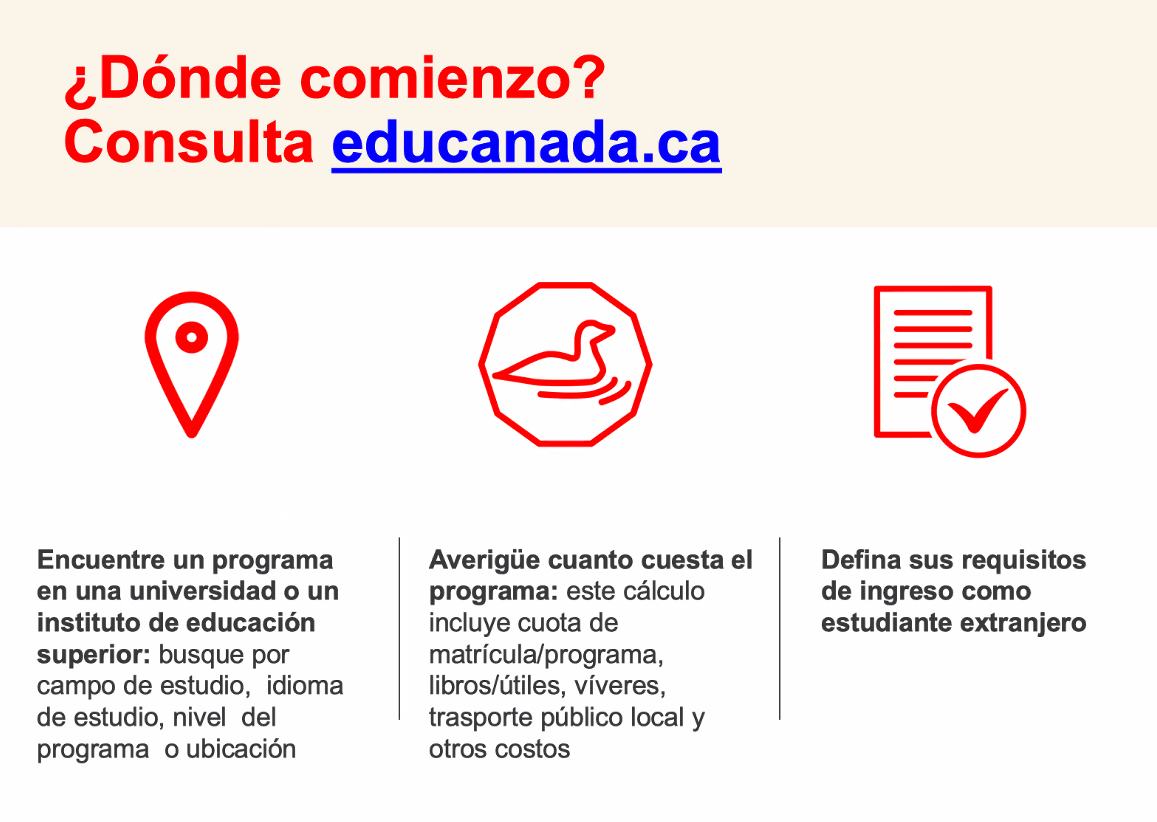 ¿Dónde comienzo?
Consulta educanada.ca
Encuentre un programa
en una universidad o un
instituto de educación
superior: busque por
campo de estudio,  idioma
de estudio, nivel  del
programa  o ubicación
Averigüe cuanto cuesta el
programa: este cálculo
incluye cuota de
matrícula/programa,
libros/útiles, víveres,
trasporte público local y
otros costos
Defina sus requisitos
de ingreso como
estudiante extranjero